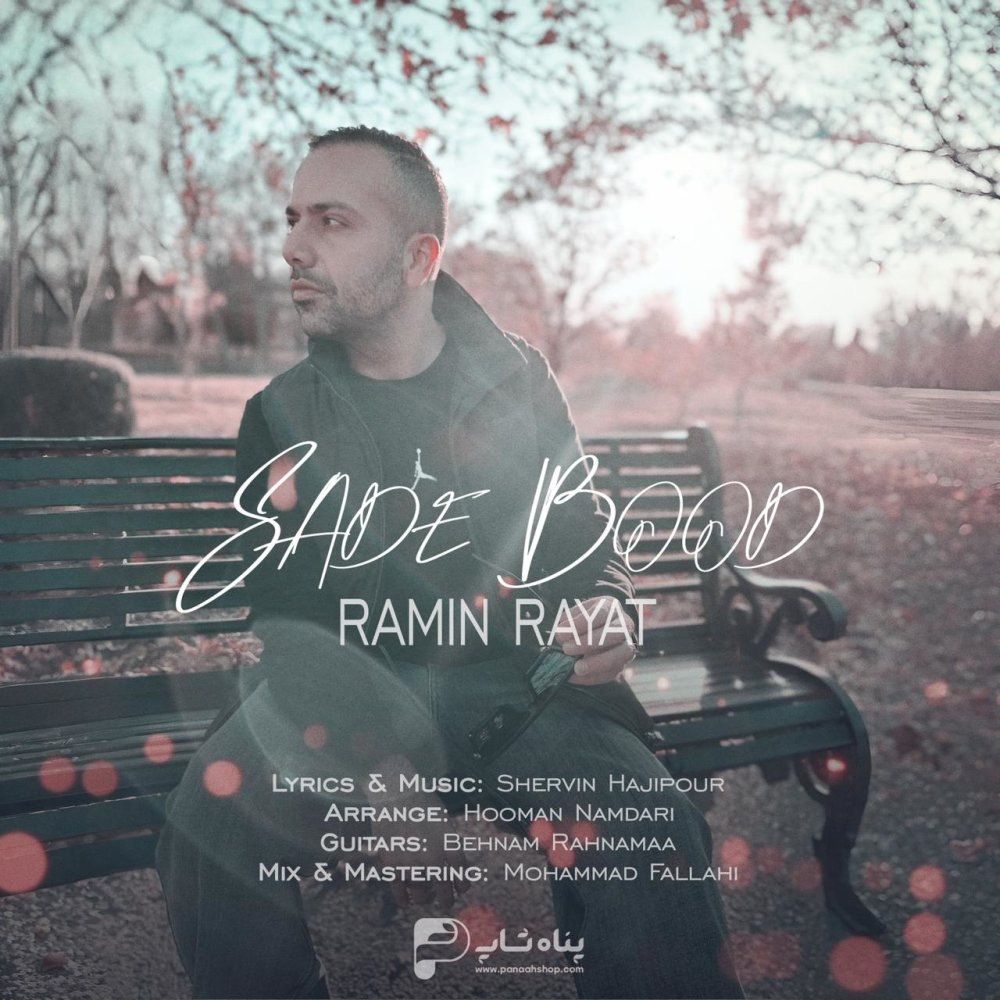 SADE BOOD
RAMIN RAYAT
LYRICS & MUSIC: SHERVIN HAJIPOUR
ARRANGE: HOOMAN NAMDARI
GUITARS: BEHNAM RAHNAMAA
MIX & MASTERING: MOHAMMAD FALLAHI
پناه شاپ
www.panaahshop.com